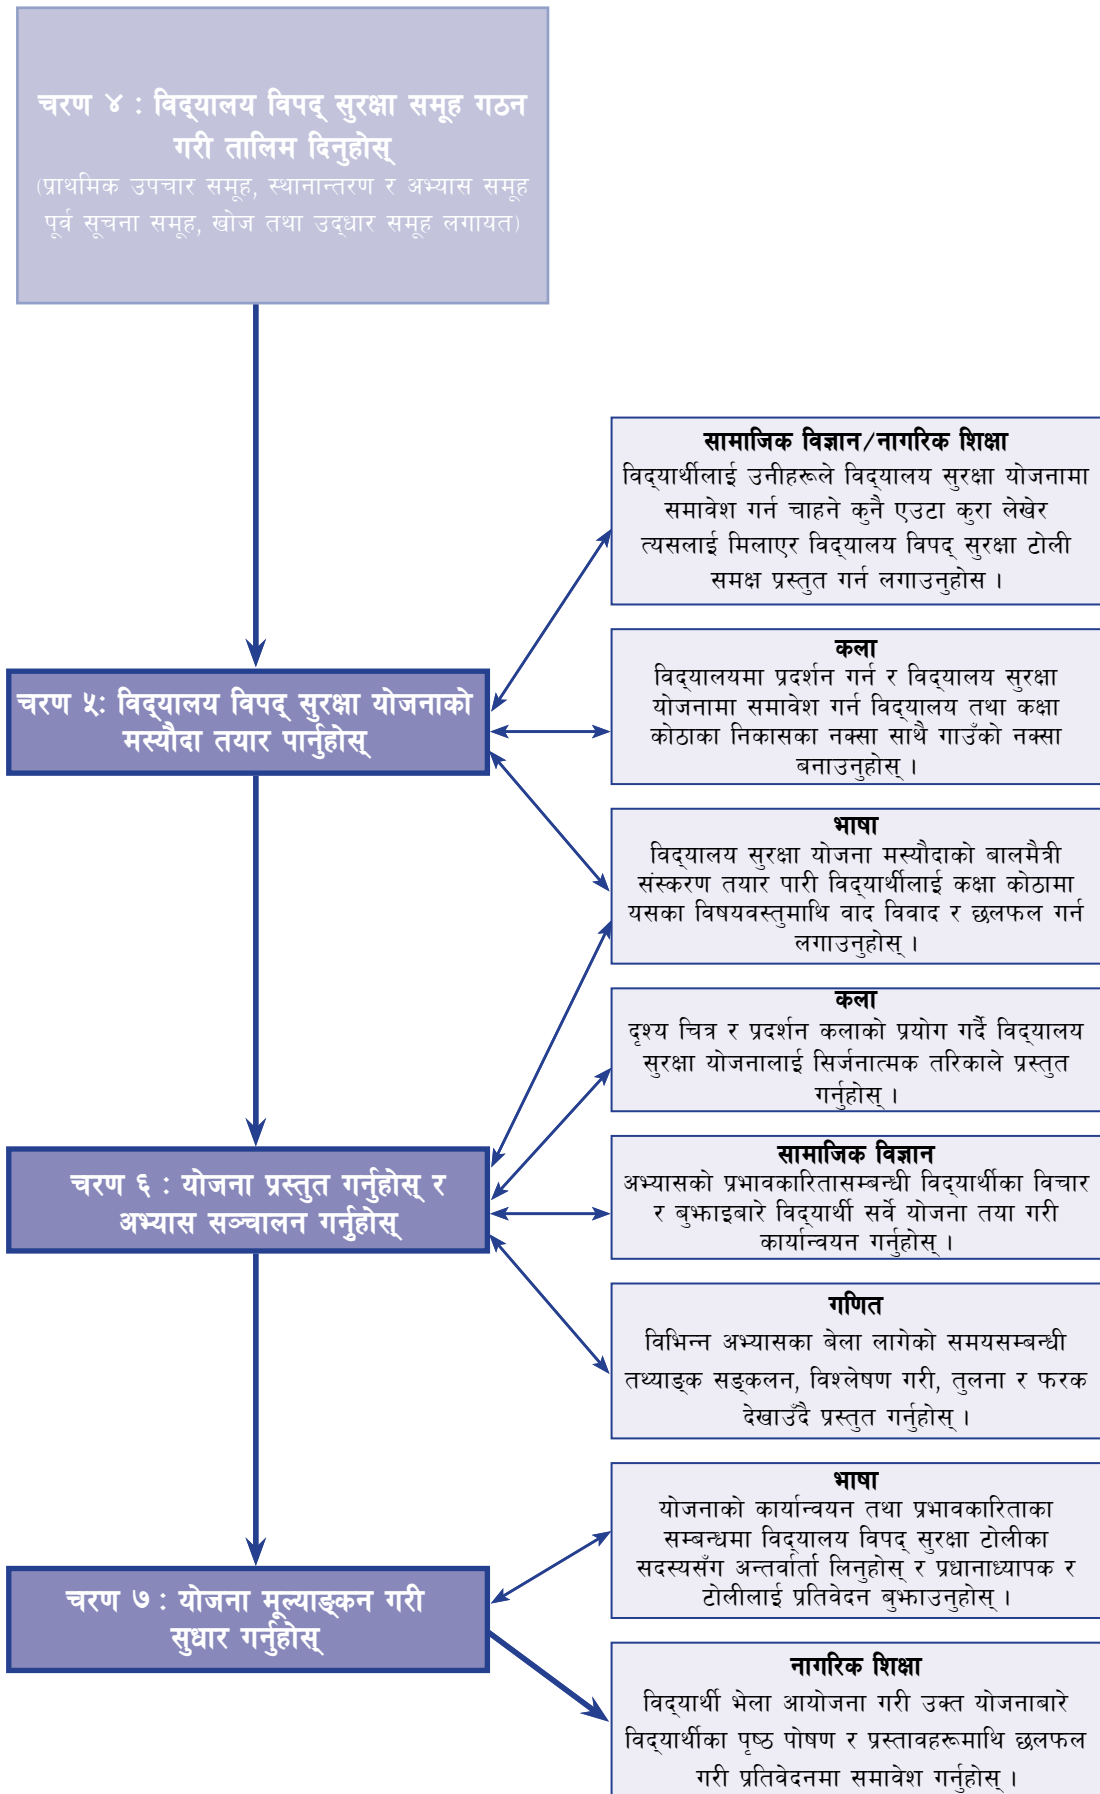 चरण ४ : विद्यालय विपद् सुरक्षा समूह गठन
गरी तालिम दिनुहोस्
(प्राथमिक उपचार समूह, स्थानान्तरण र अभ्यास समूह
पूर्व सूचना समूह, खोज तथा उद्धार समूह लगायत)
सामाजिक विज्ञान/नागरिक शिक्षा
विद्यार्थीलाई उनीहरूले विद्यालय सुरक्षा योजनामा
समावेश गर्न चाहने कुनै एउटा कुरा लेखेर
त्यसलाई मिलाएर विद्यालय विपद् सुरक्षा टोली
समक्ष प्रस्तुत गर्न लगाउनुहोस ।
चरण ५: विद्यालय विपद् सुरक्षा योजनाको
मस्यौदा तयार पार्नुहोस्
कला
विद्यालयमा प्रदर्शन गर्न र विद्यालय सुरक्षा
योजनामा समावेश गर्न विद्यालय तथा कक्षा
कोठाका निकासका नक्सा साथै गाउँको नक्सा
बनाउनुहोस् ।
भाषा
विद्यालय सुरक्षा योजना मस्यौदाको बालमैत्री
संस्करण तयार पारी विद्यार्थीलाई कक्षा कोठामा
यसका विषयवस्तुमाथि वाद विवाद र छलफल गर्न
लगाउनुहोस् ।
कला
दृश्य चित्र र प्रदर्शन कलाको प्रयोग गर्दै विद्यालय
सुरक्षा योजनालाई सिर्जनात्मक तरिकाले प्रस्तुत
गर्नुहोस् ।
चरण ६ : योजना प्रस्तुत गर्नुहोस् र
अभ्यास सञ्चालन गर्नुहोस्
सामाजिक विज्ञान
अभ्यासको प्रभावकारितासम्बन्धी विद्यार्थीका विचार
र बुझाइबारे विद्यार्थी सर्वे योजना तया गरी
कार्यान्वयन गर्नुहोस् ।
गणित
विभिन्न अभ्यासका बेला लागेको समयसम्बन्धी
तथ्याङ्क सङ्कलन, विश्लेषण गरी, तुलना र फरक
देखाउँदै प्रस्तुत गर्नुहोस् ।
भाषा
योजनाको कार्यान्वयन तथा प्रभावकारिताका
सम्बन्धमा विद्यालय विपद् सुरक्षा टोलीका
सदस्यसँग अन्तर्वार्ता लिनुहोस् र प्रधानाध्यापक र
टोलीलाई प्रतिवेदन बुझाउनुहोस् ।
चरण ७ : योजना मूल्याङ्कन गरी
सुधार गर्नुहोस्
नागरिक शिक्षा
विद्यार्थी भेला आयोजना गरी उक्त योजनाबारे
विद्यार्थीका पृष्ठ पोषण र प्रस्तावहरूमाथि छलफल
गरी प्रतिवेदनमा समावेश गर्नुहोस् ।